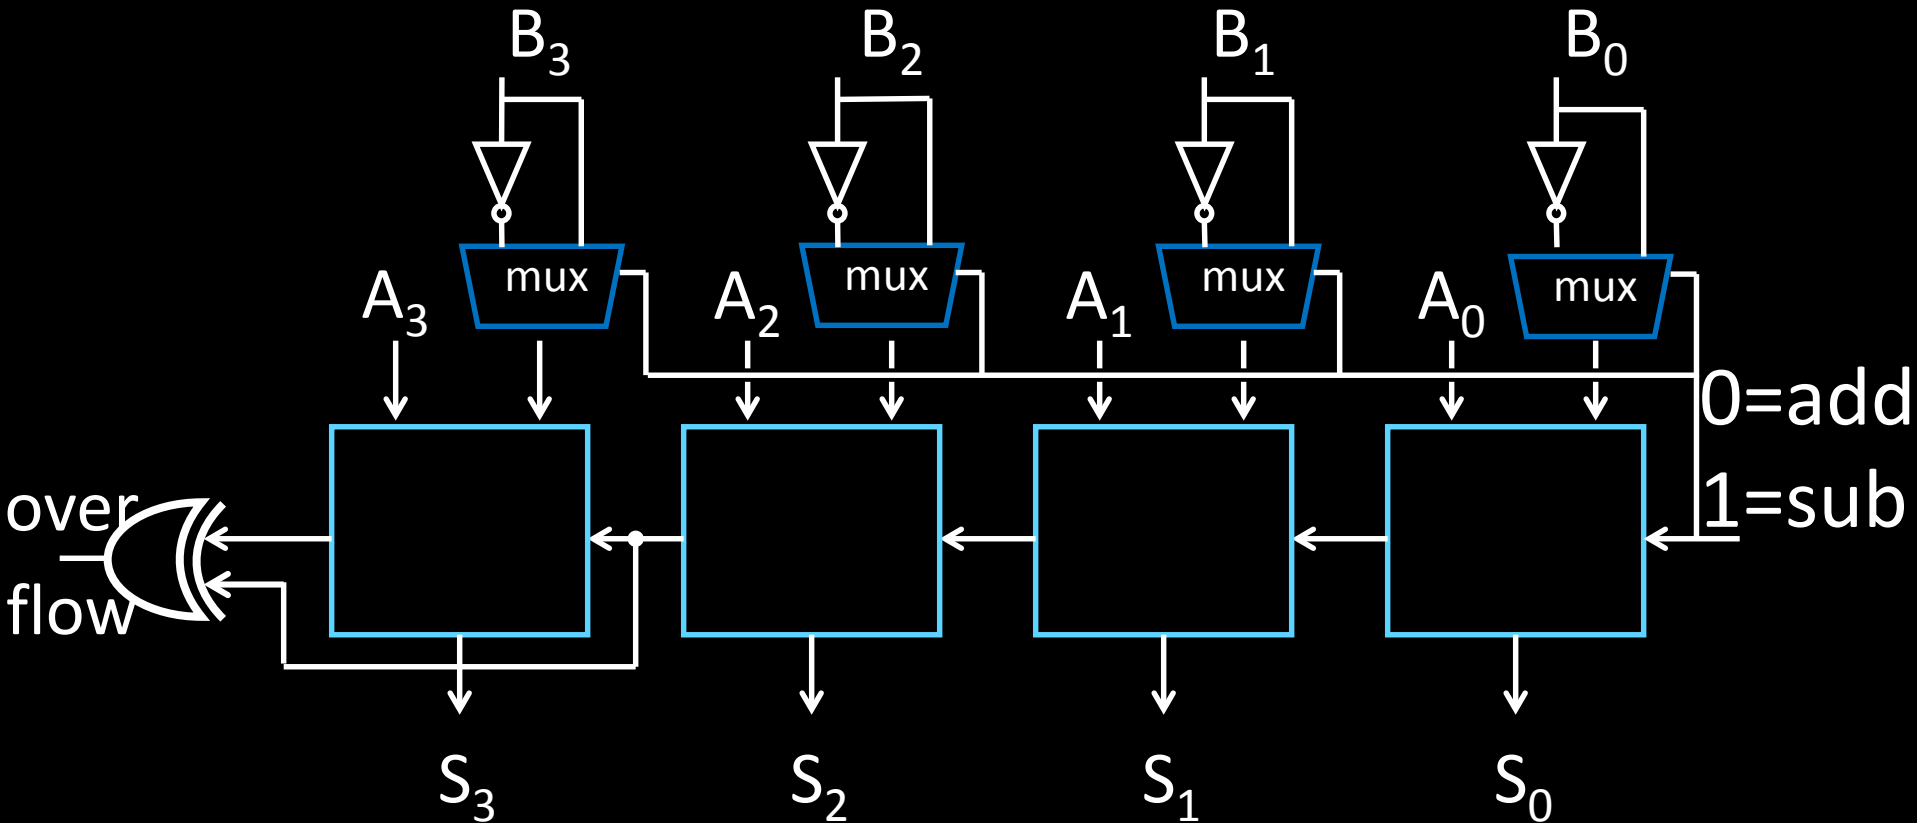 B₃ B₂ B₁ B₀
mux mux mux mux
A₃ A₂ A₁ A₀
0=add
1=sub
over
flow
S₃ S₂ S₁ S₀